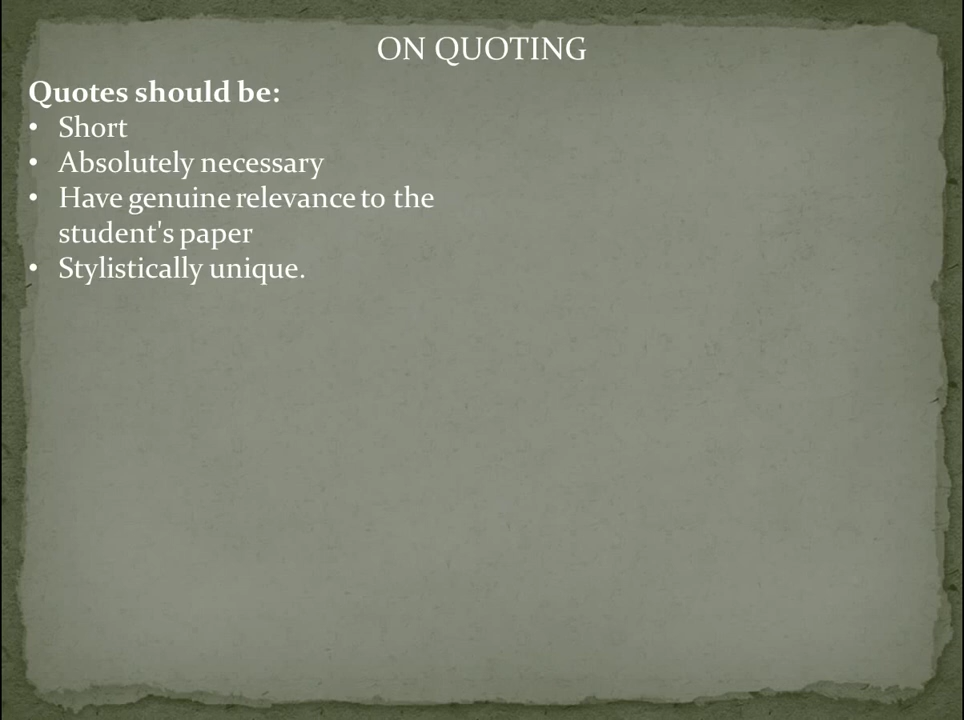 ON QUOTING
Quotes should be:
• Short
• Absolutely necessary
• Have genuine relevance to the
student's paper
• Stylistically unique.